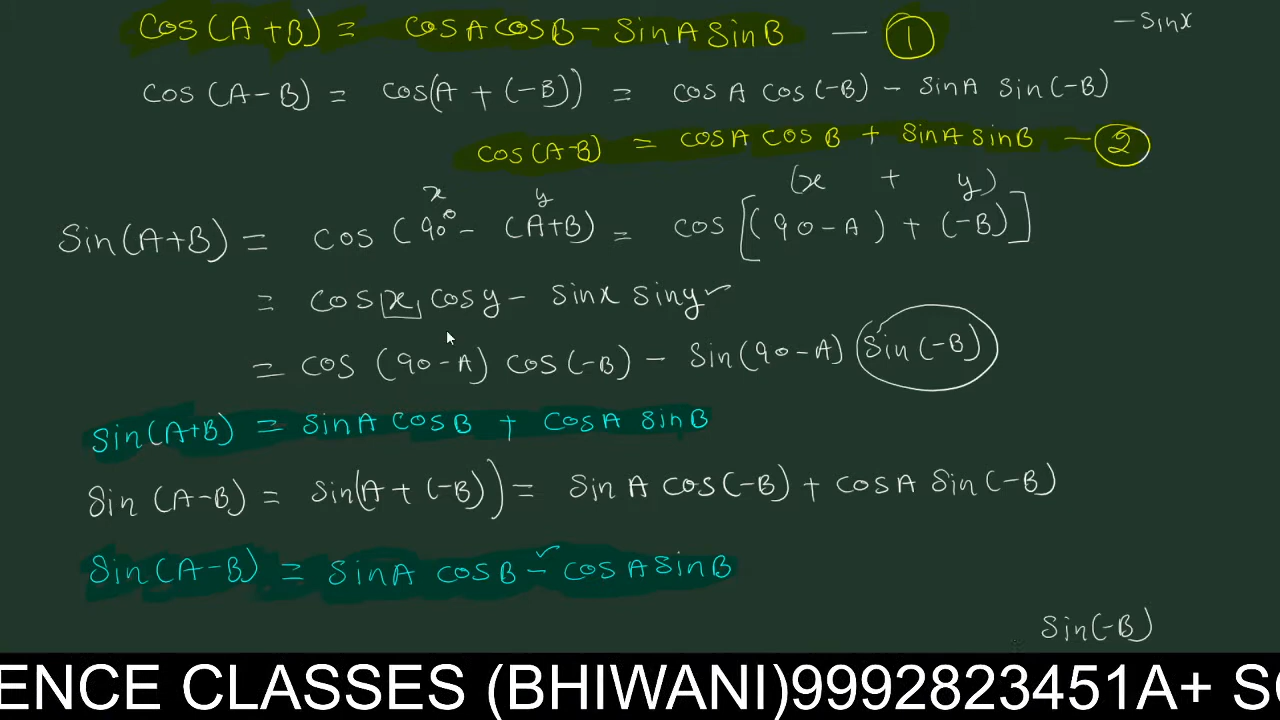 Cos(A+B) = cosA cosB - sinA sinB — ①
- sinx
cos(A-B) = cos(A+(-B)) = cosA cos(-B) - sinA sin(-B)
cos(A-B) = cosA cosB + sinA sinB — ②
x y (x + y)
Sin(A+B) = cos(90° - (A+B)) = cos[(90-A)+(-B)]
= cosx cosy - sinx siny ✓
= cos(90-A) cos(-B) - sin(90-A) sin(-B)
Sin(A+B) = sinA cosB + cosA sinB
Sin(A-B) = sin(A+(-B)) = sinA cos(-B) + cosA sin(-B)
Sin(A-B) = sinA cosB - cosA sinB
sin(-B)
ENCE CLASSES (BHIWANI)9992823451A+ SC